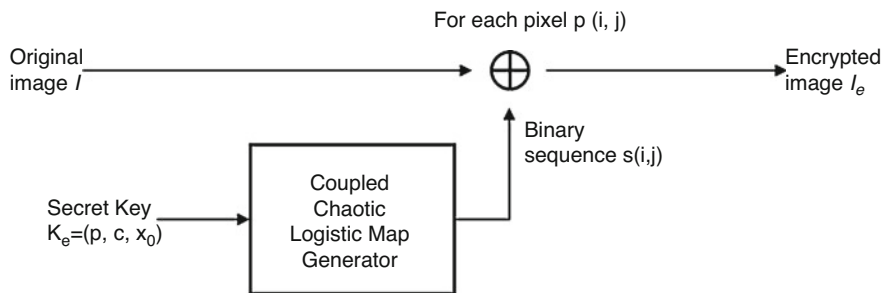 For each pixel p (i, j)
Original
image I
Encrypted
image Iₑ
Binary
sequence s(i,j)
Secret Key
Kₑ=(p, c, x₀)
Coupled
Chaotic
Logistic Map
Generator